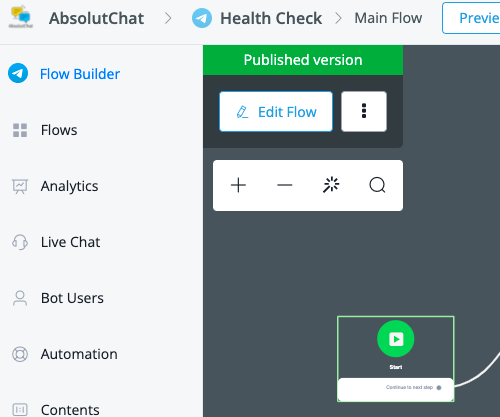 AbsolutChat
Health Check
Main Flow
Previe
Published version
Flow Builder
Edit Flow
Flows
Analytics
Live Chat
Bot Users
Automation
Contents
Start
Continue to next step